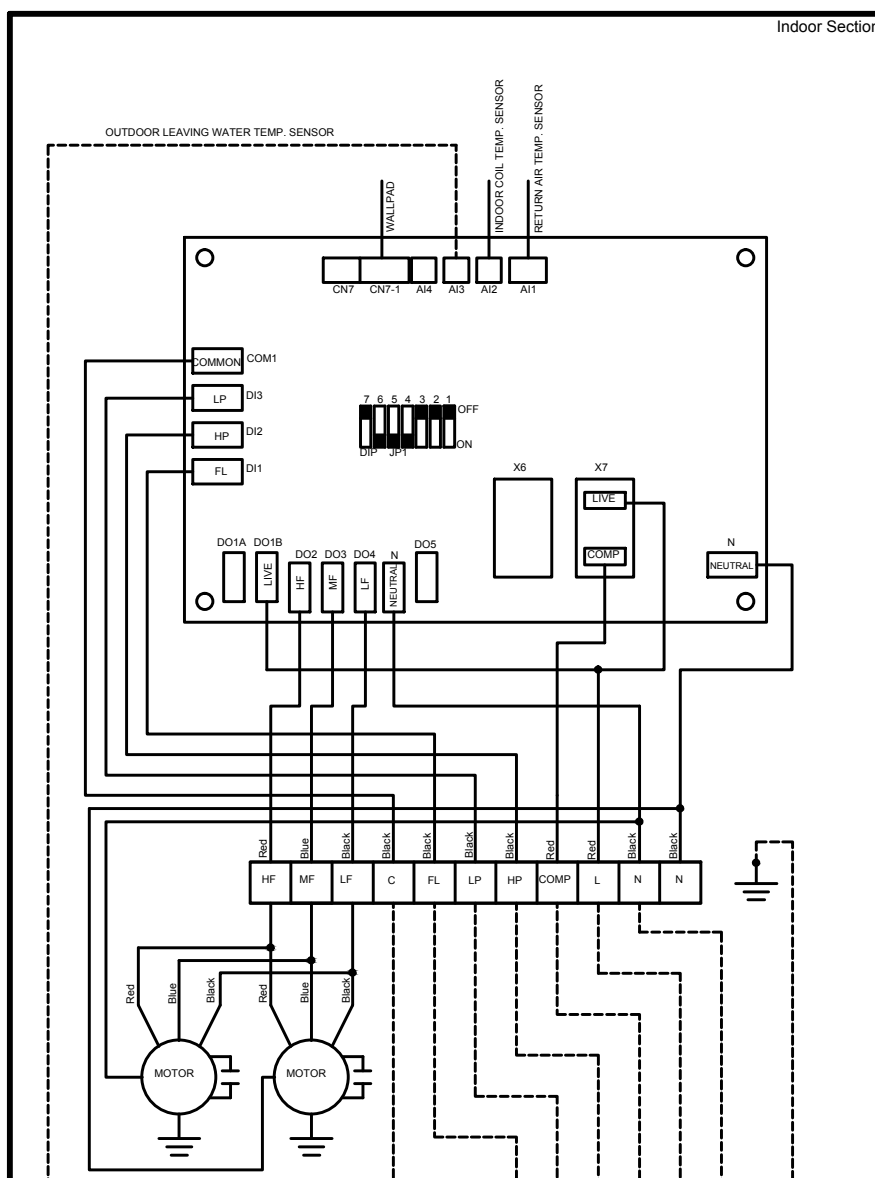 Indoor Section
OUTDOOR LEAVING WATER TEMP. SENSOR
WALLPAD
INDOOR COIL TEMP. SENSOR
RETURN AIR TEMP. SENSOR
CN7 CN7-1 AI4 AI3 AI2 AI1
COMMON COM1
LP DI3
HP DI2
FL DI1
7 6 5 4 3 2 1
OFF
ON
DIP JP1
X6 X7
LIVE
COMP
DO1A DO1B DO2 DO3 DO4 N DO5
LIVE HF MF LF NEUTRAL
N
NEUTRAL
Red Blue Black Black Black Black Black Red Red Black Black
HF MF LF C FL LP HP COMP L N N
Red Blue Black Red Blue Black
MOTOR MOTOR